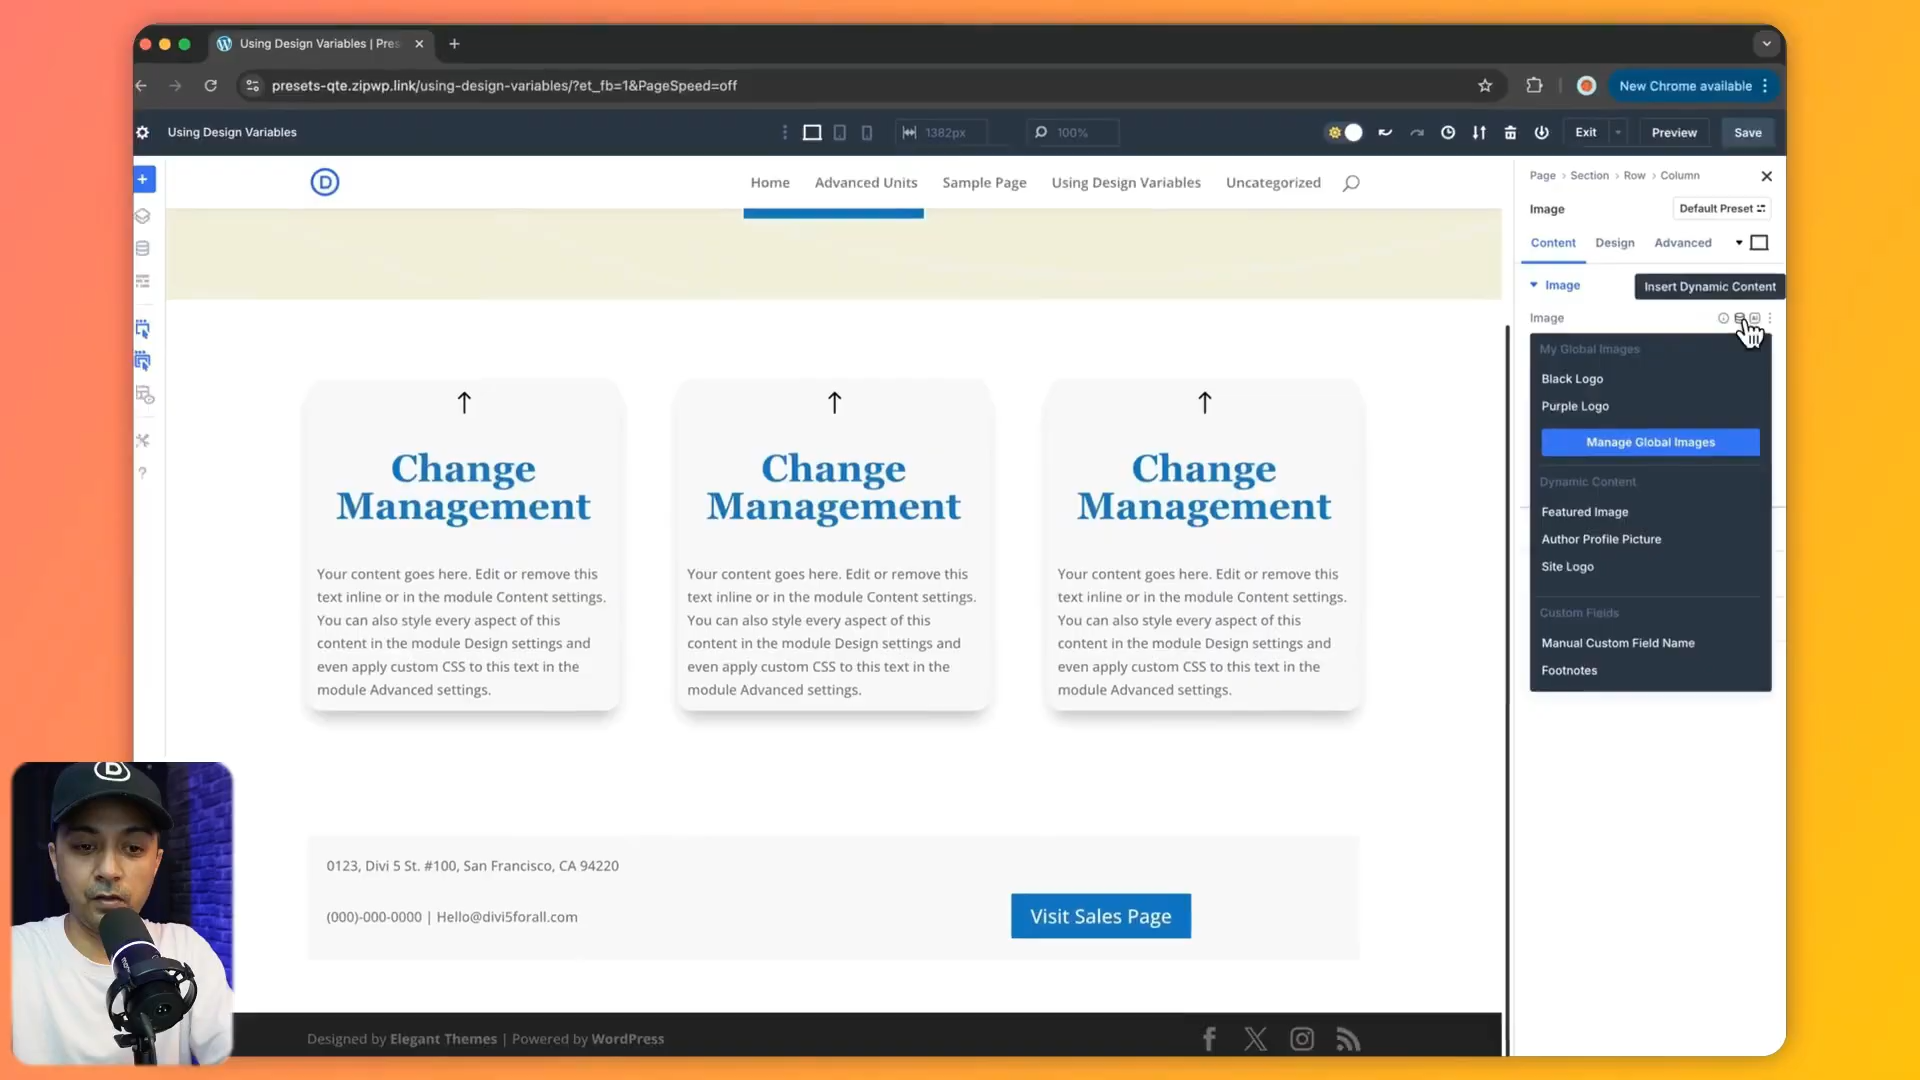 Using Design Variables | Pres
presets-qte.zipwp.link/using-design-variables/?et_fb=1&PageSpeed=off
New Chrome available
Using Design Variables
1382px
100%
Exit
Preview
Save
D
Home
Advanced Units
Sample Page
Using Design Variables
Uncategorized
Page > Section > Row > Column
Image
Default Preset
Content
Design
Advanced
Image
Insert Dynamic Content
Image
My Global Images
Black Logo
Purple Logo
Manage Global Images
Dynamic Content
Featured Image
Author Profile Picture
Site Logo
Custom Fields
Manual Custom Field Name
Footnotes
Change
Management
Your content goes here. Edit or remove this
text inline or in the module Content settings.
You can also style every aspect of this
content in the module Design settings and
even apply custom CSS to this text in the
module Advanced settings.
Change
Management
Your content goes here. Edit or remove this
text inline or in the module Content settings.
You can also style every aspect of this
content in the module Design settings and
even apply custom CSS to this text in the
module Advanced settings.
Change
Management
Your content goes here. Edit or remove this
text inline or in the module Content settings.
You can also style every aspect of this
content in the module Design settings and
even apply custom CSS to this text in the
module Advanced settings.
0123, Divi 5 St. #100, San Francisco, CA 94220
(000)-000-0000 | Hello@divi5forall.com
Visit Sales Page
Designed by Elegant Themes | Powered by WordPress
D